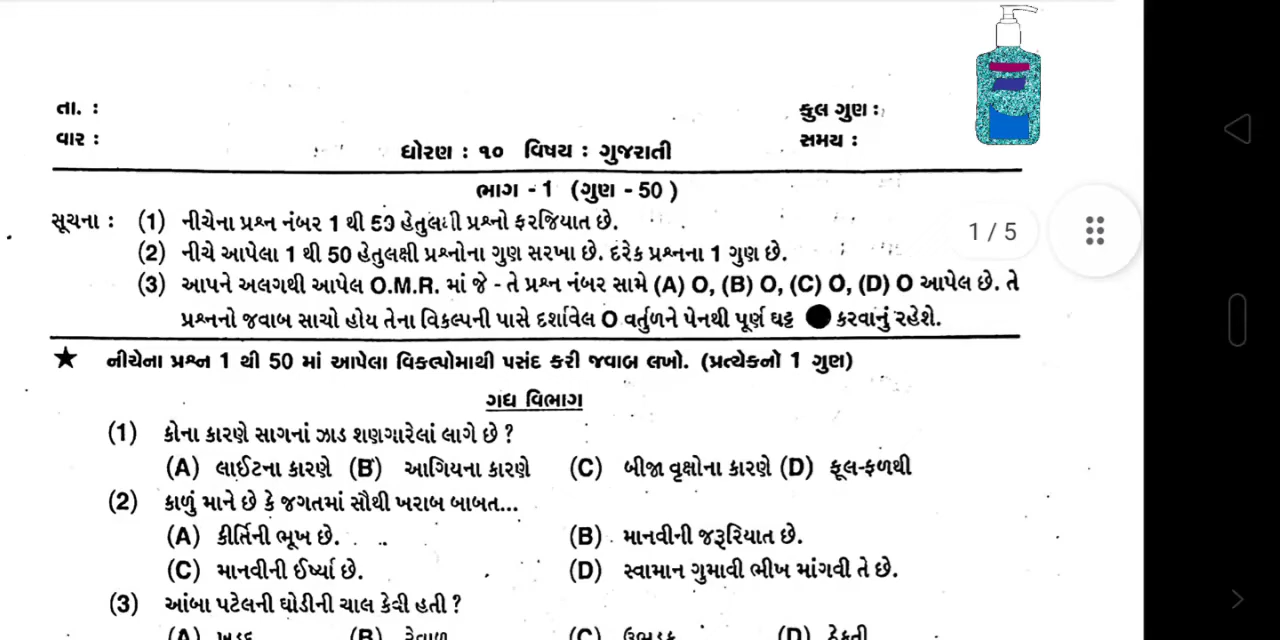 તા. :
કુલ ગુણ :
વાર :
સમય :
ધોરણ : ૧૦ વિષય : ગુજરાતી
ભાગ - 1 (ગુણ - 50)
સૂચના : (1) નીચેના પ્રશ્ન નંબર 1 થી 50 હેતુલક્ષી પ્રશ્નો ફરજિયાત છે.
(2) નીચે આપેલા 1 થી 50 હેતુલક્ષી પ્રશ્નોના ગુણ સરખા છે. દરેક પ્રશ્નના 1 ગુણ છે.
1 / 5
(3) આપને અલગથી આપેલ O.M.R. માં જે - તે પ્રશ્ન નંબર સામે (A) O, (B) O, (C) O, (D) O આપેલ છે. તે
પ્રશ્નનો જવાબ સાચો હોય તેના વિકલ્પની પાસે દર્શાવેલ O વર્તુળને પેનથી પૂર્ણ ઘટ્ટ ● કરવાનું રહેશે.
★ નીચેના પ્રશ્ન 1 થી 50 માં આપેલા વિકલ્પોમાથી પસંદ કરી જવાબ લખો. (પ્રત્યેકનો 1 ગુણ)
ગદ્ય વિભાગ
(1) કોના કારણે સાગનાં ઝાડ શણગારેલાં લાગે છે ?
(A) લાઈટના કારણે (B) આગિયના કારણે (C) બીજા વૃક્ષોના કારણે (D) ફૂલ-ફળથી
(2) કાળું માને છે કે જગતમાં સૌથી ખરાબ બાબત...
(A) કીર્તિની ભૂખ છે. (B) માનવીની જરૂરિયાત છે.
(C) માનવીની ઈર્ષ્યા છે. (D) સ્વામાન ગુમાવી ભીખ માંગવી તે છે.
(3) આંબા પટેલની ઘોડીની ચાલ કેવી હતી ?
(A) ખડદ (B) રેવાળ (C) ઉભડક (D) ઠેકતી